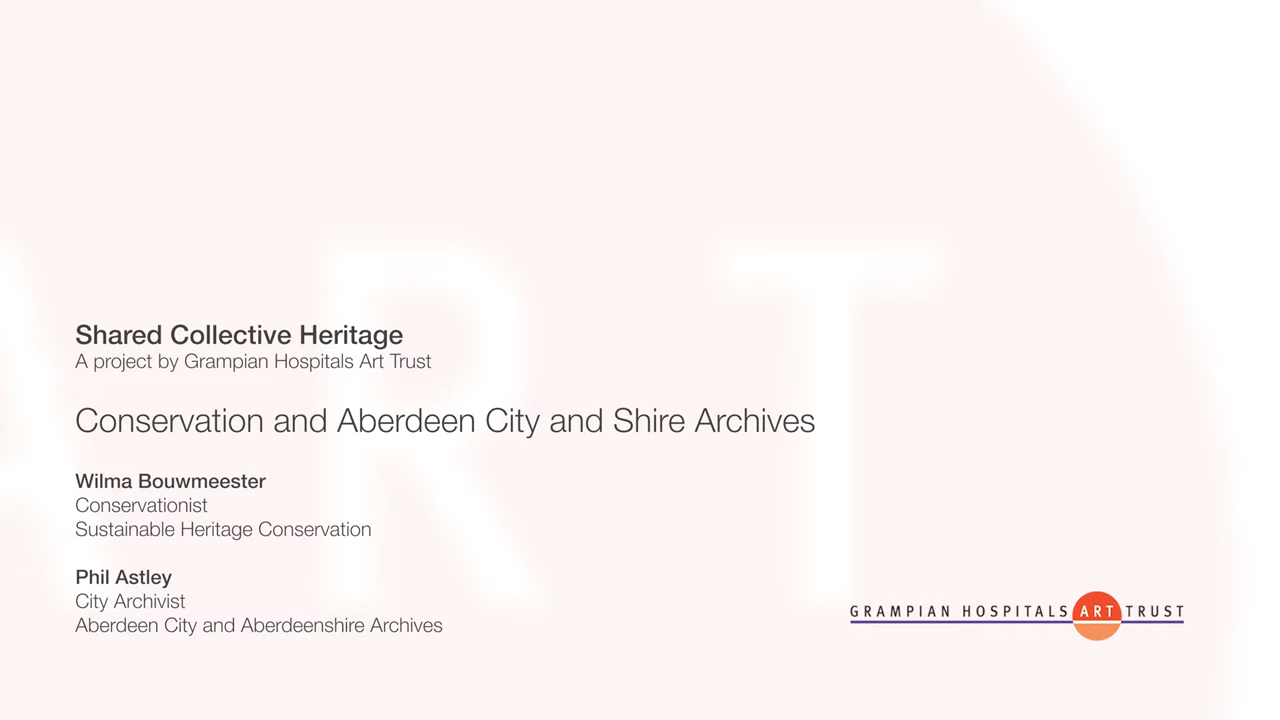 Shared Collective Heritage
A project by Grampian Hospitals Art Trust
Conservation and Aberdeen City and Shire Archives
Wilma Bouwmeester
Conservationist
Sustainable Heritage Conservation
Phil Astley
City Archivist
Aberdeen City and Aberdeenshire Archives
GRAMPIAN HOSPITALS ART TRUST
ART